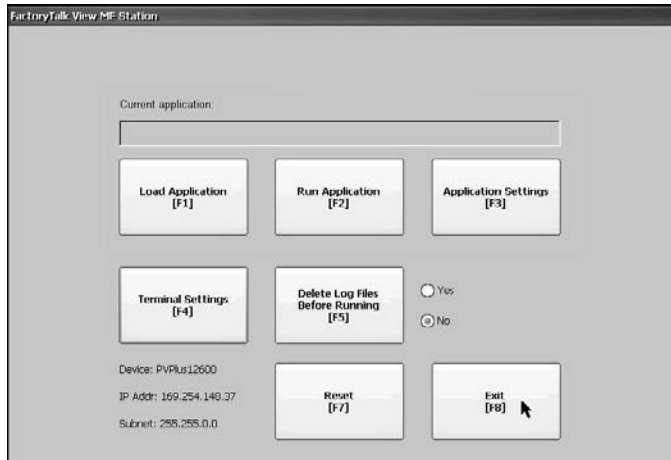 FactoryTalk View ME Station
Current application:
Load Application
[F1]
Run Application
[F2]
Application Settings
[F3]
Terminal Settings
[F4]
Delete Log Files
Before Running
[F5]
Yes
No
Device: PVPlus12600
IP Addr: 169.254.148.37
Subnet: 255.255.0.0
Reset
[F7]
Exit
[F8]